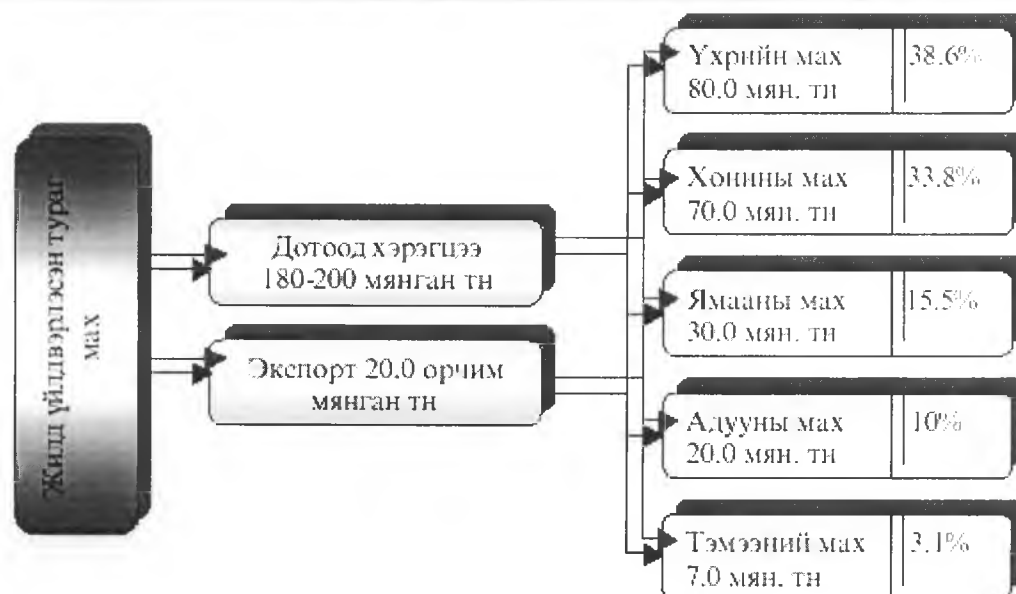 Жилд үйлдвэрлэсэн тураг
мах
Дотоод хэрэгцээ
180-200 мянган тн
Экспорт 20.0 орчим
мянган тн
Үхрийн мах 38.6%
80.0 мян. тн
Хонины мах 33.8%
70.0 мян. тн
Ямааны мах 15.5%
30.0 мян. тн
Адууны мах 10%
20.0 мян. тн
Тэмээний мах 3.1%
7.0 мян. тн